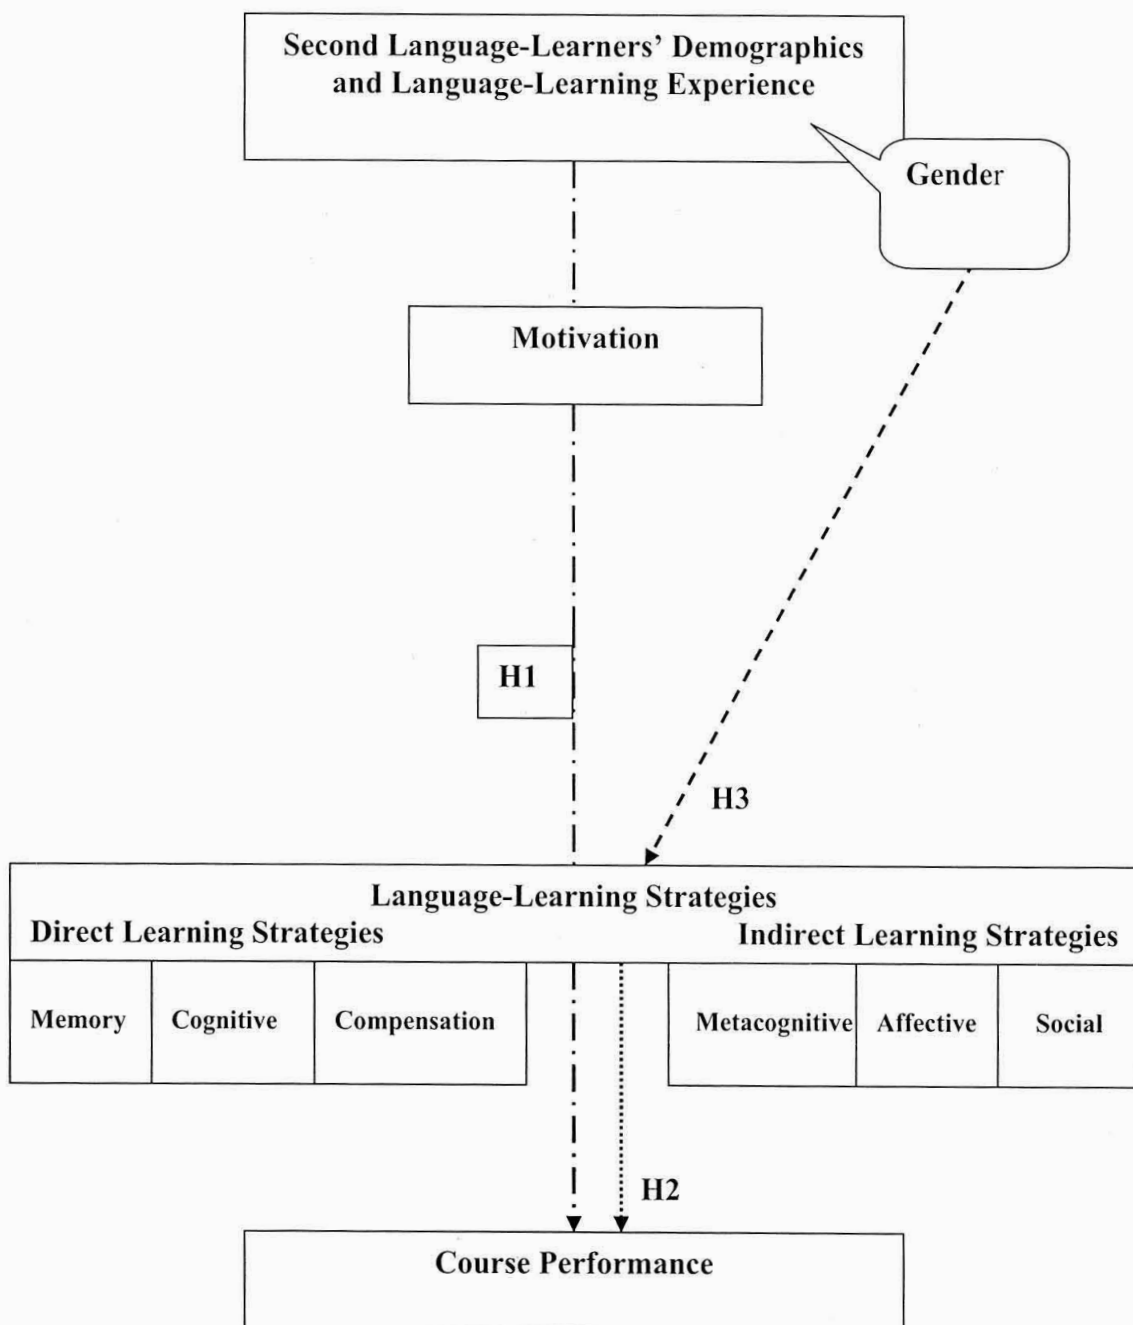 Second Language-Learners' Demographics
and Language-Learning Experience
Gender
Motivation
H1
H3
Language-Learning Strategies
Direct Learning Strategies
Indirect Learning Strategies
Memory
Cognitive
Compensation
Metacognitive
Affective
Social
H2
Course Performance